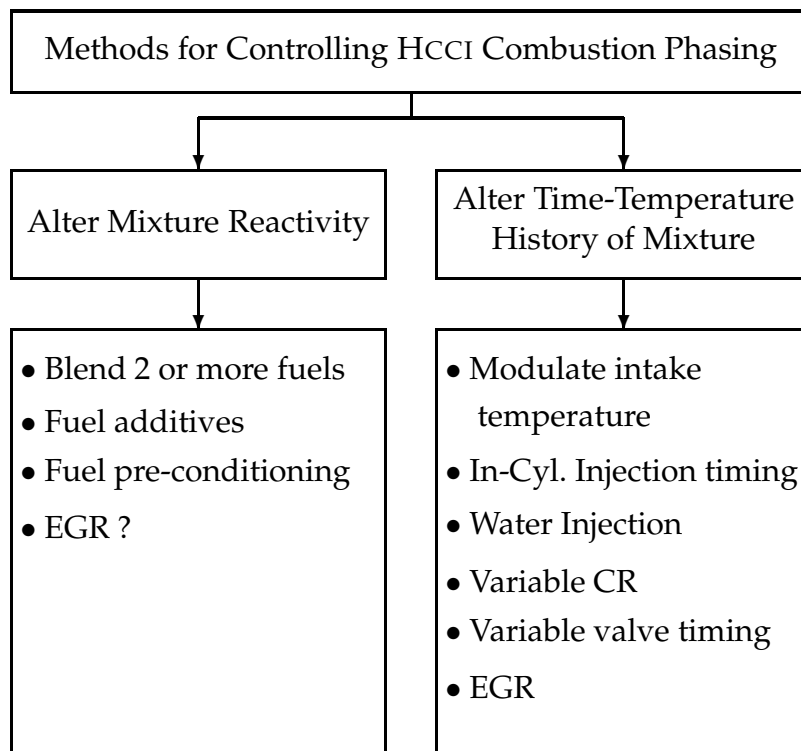 Methods for Controlling HCCI Combustion Phasing
Alter Mixture Reactivity
Alter Time-Temperature
History of Mixture
• Blend 2 or more fuels
• Fuel additives
• Fuel pre-conditioning
• EGR ?
• Modulate intake
temperature
• In-Cyl. Injection timing
• Water Injection
• Variable CR
• Variable valve timing
• EGR